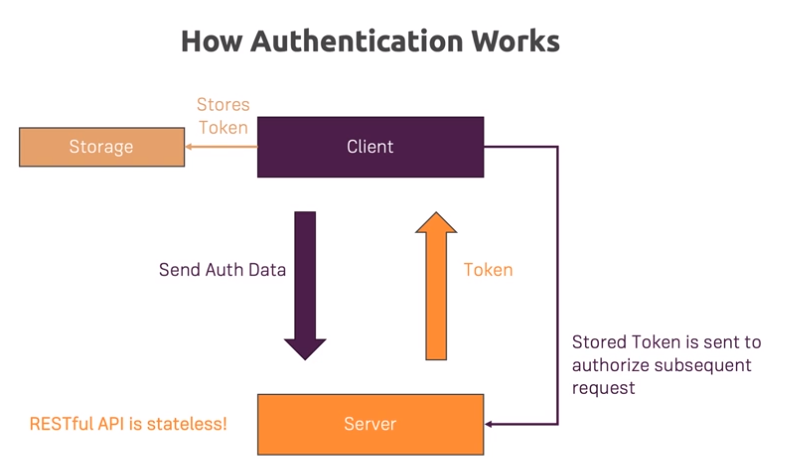 How Authentication Works
Stores
Token
Storage
Client
Send Auth Data
Token
Stored Token is sent to
authorize subsequent
request
RESTful API is stateless!
Server